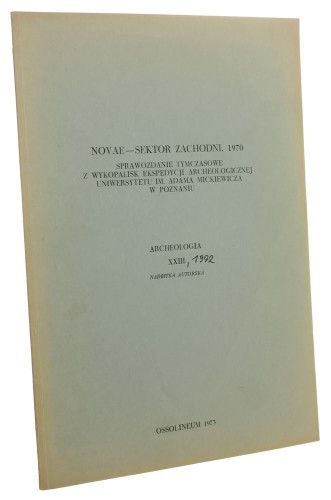 NOVAE — SEKTOR ZACHODNI, 1970
SPRAWOZDANIE TYMCZASOWE
Z WYKOPALISK EKSPEDYCJI ARCHEOLOGICZNEJ
UNIWERSYTETU IM. ADAMA MICKIEWICZA
W POZNANIU
ARCHEOLOGIA
XXIII, 1992
NADBITKA AUTORSKA
OSSOLINEUM 1973